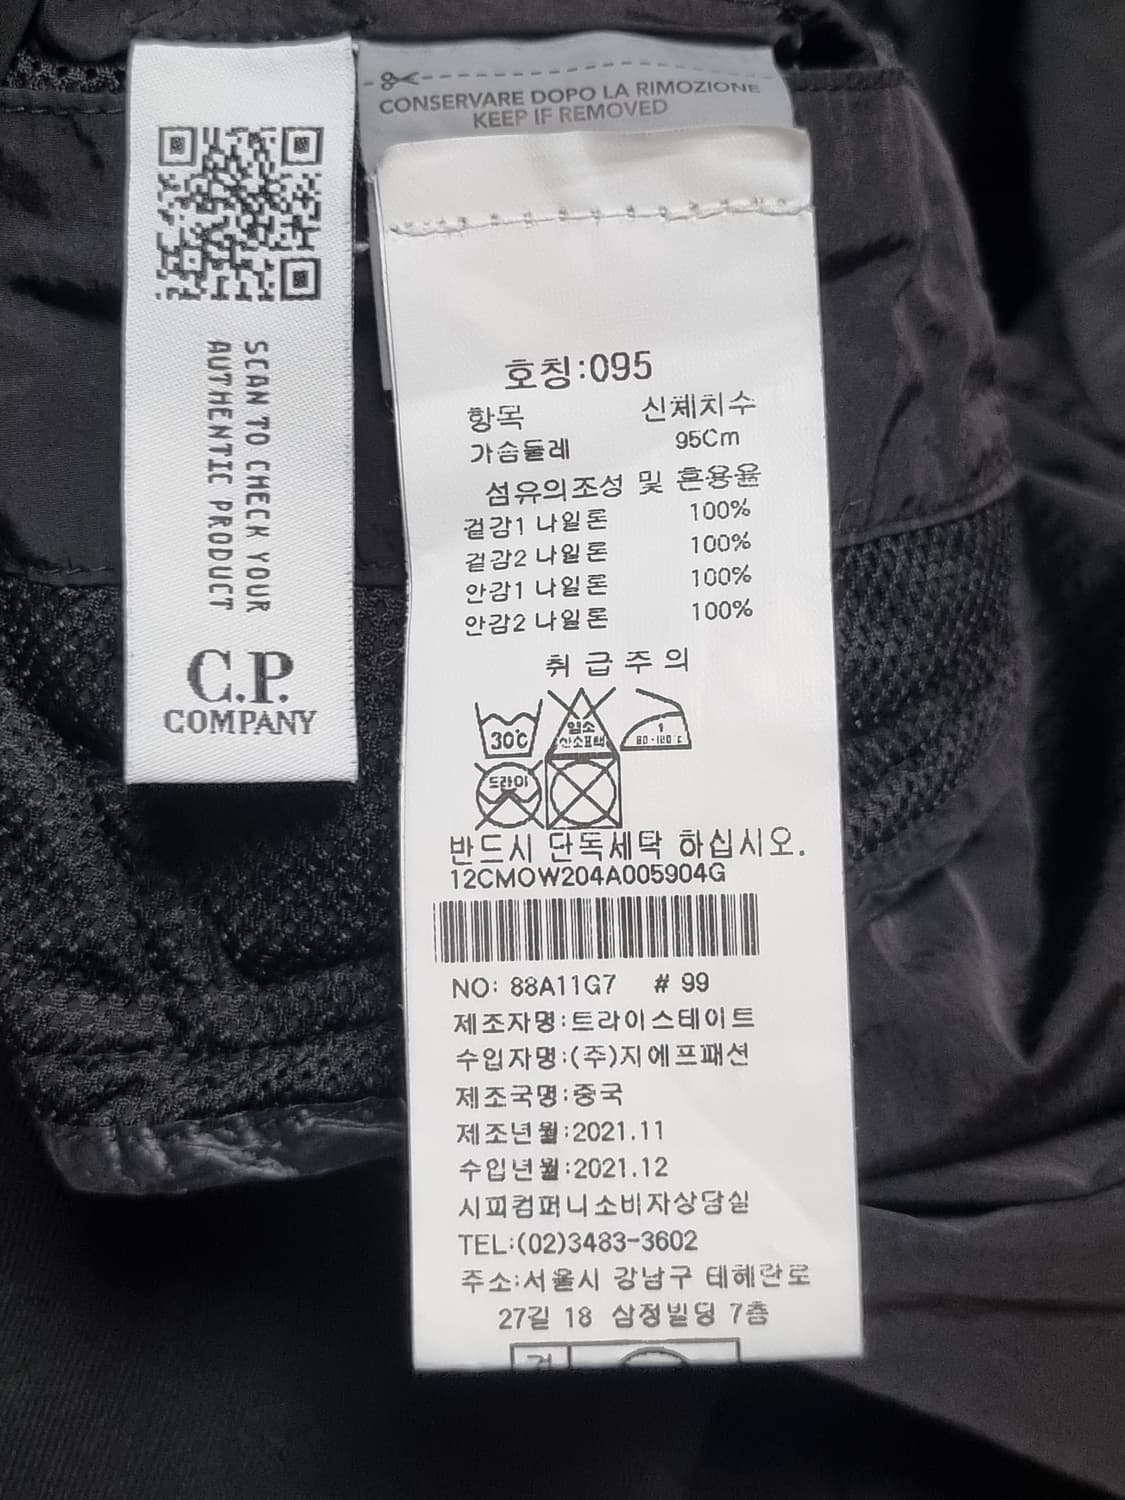 SCAN TO CHECK YOUR
AUTHENTIC PRODUCT
C.P.
COMPANY
CONSERVARE DOPO LA RIMOZIONE
KEEP IF REMOVED
호칭:095
항목 신체치수
가슴둘레 95Cm
섬유의조성 및 혼용율
겉감1 나일론 100%
겉감2 나일론 100%
안감1 나일론 100%
안감2 나일론 100%
취급주의
30℃
염소
산소표백
1
80-120℃
드라이
반드시 단독세탁 하십시오.
12CMOW204A005904G
NO: 88A11G7 # 99
제조자명:트라이스테이트
수입자명:(주)지에프패션
제조국명:중국
제조년월:2021.11
수입년월:2021.12
시피컴퍼니소비자상담실
TEL:(02)3483-3602
주소:서울시 강남구 테헤란로
27길 18 삼정빌딩 7층